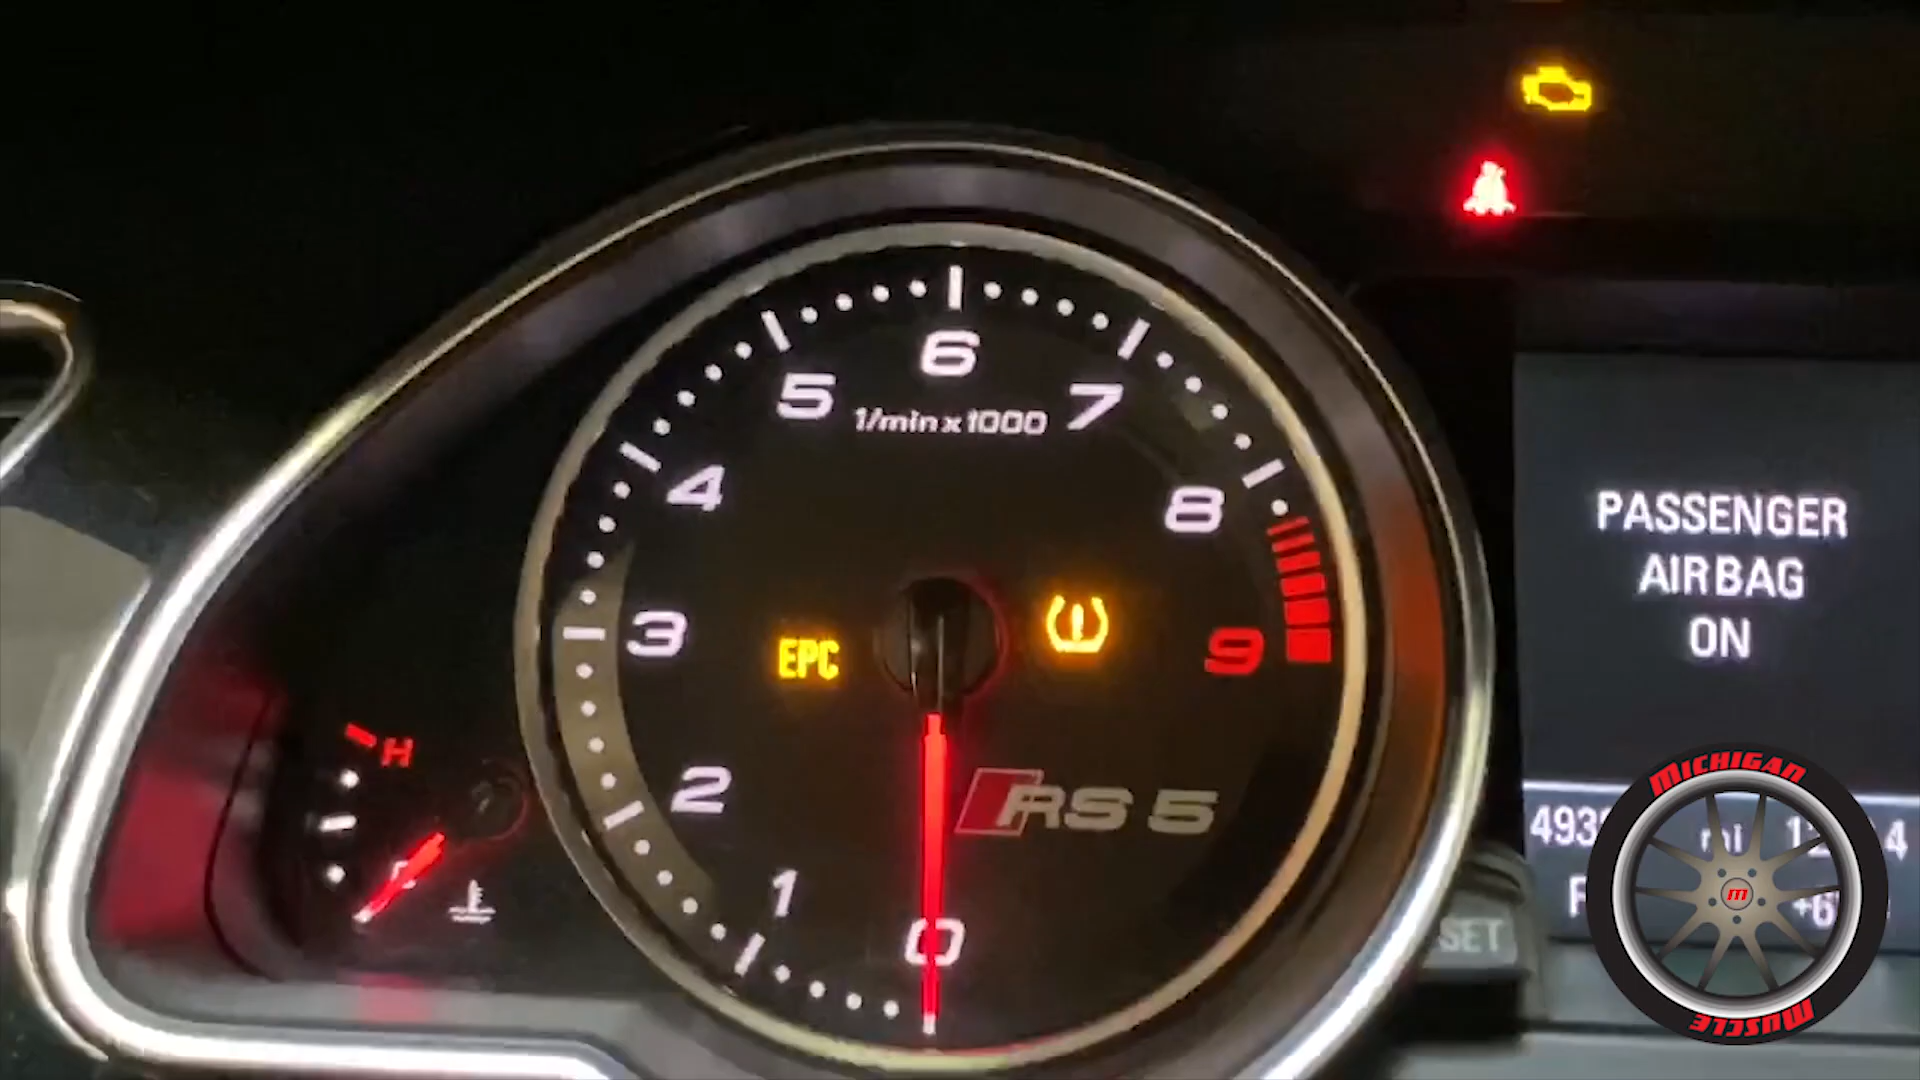 6
5
7
1/min x 1000
4
8
PASSENGER
AIRBAG
ON
3
9
EPC
H
2
RS 5
1
C
0
mi
SET
MICHIGAN
m
MUSCLE